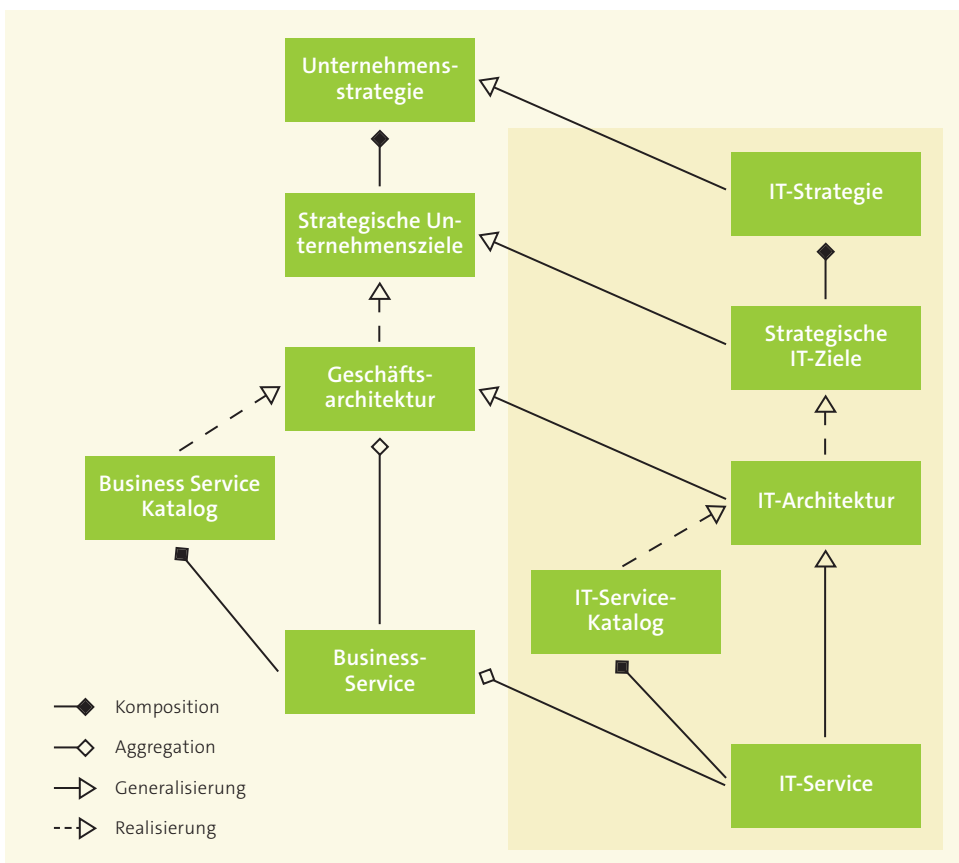 Unternehmens-
strategie
IT-Strategie
Strategische Un-
ternehmensziele
Strategische
IT-Ziele
Geschäfts-
architektur
Business Service
Katalog
IT-Architektur
IT-Service-
Katalog
Business-
Service
IT-Service
Komposition
Aggregation
Generalisierung
Realisierung